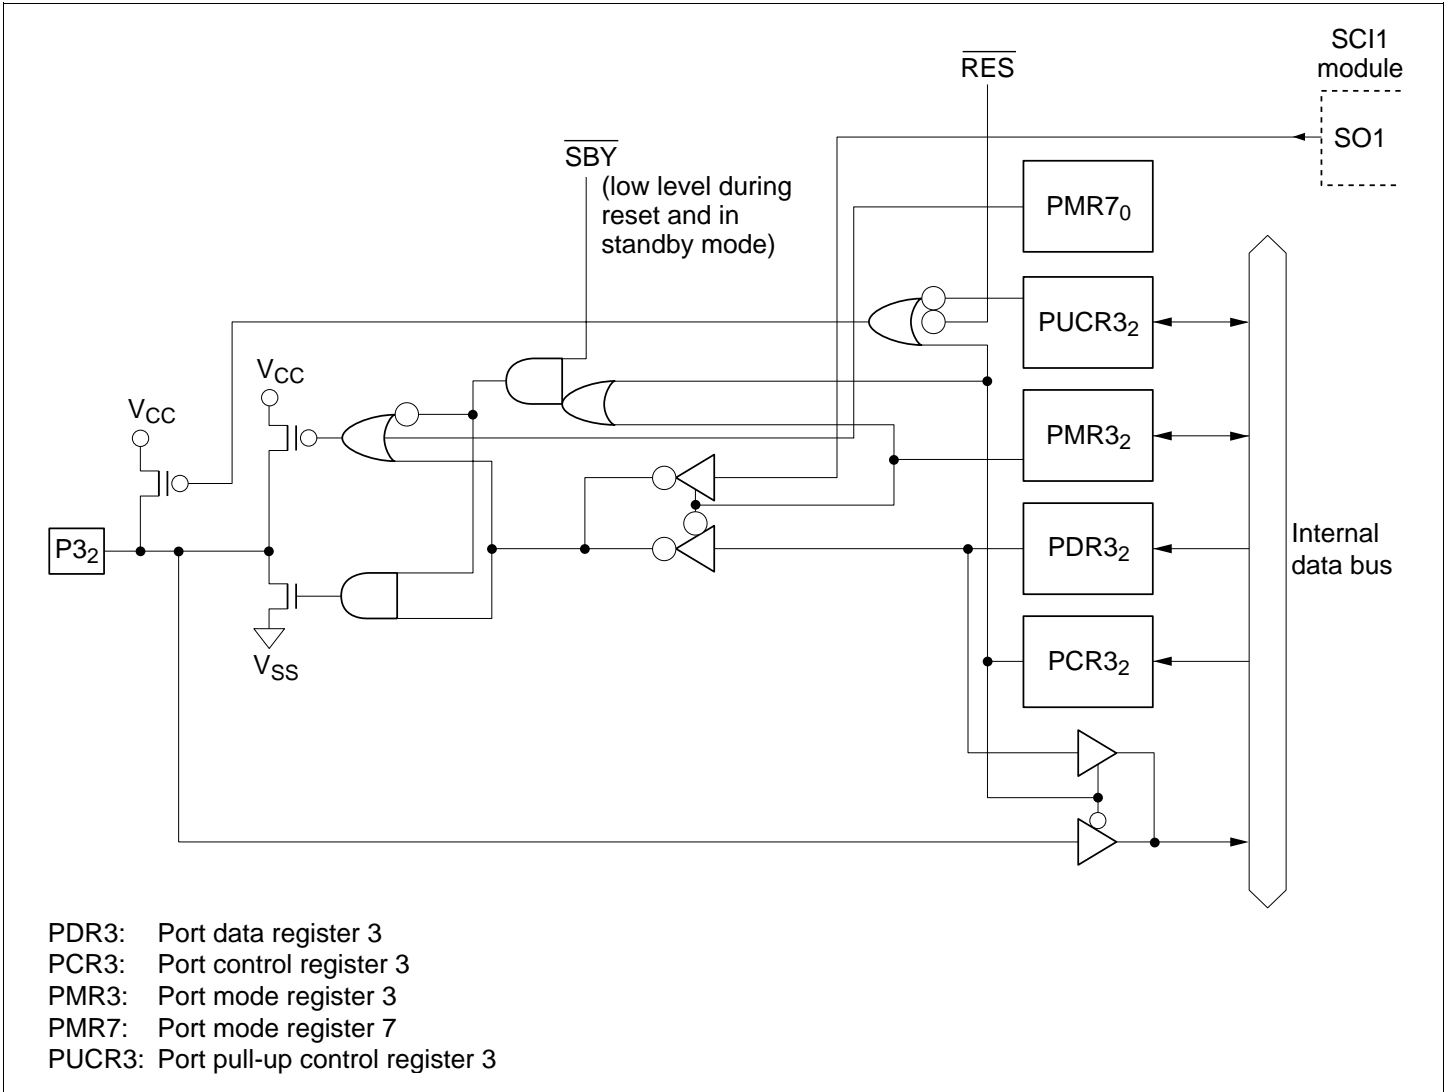 SCI1
module
RES
SO1
SBY
(low level during
reset and in
standby mode)
PMR7₀
PUCR3₂
VCC
VCC
PMR3₂
P3₂
PDR3₂
Internal
data bus
VSS
PCR3₂
PDR3: Port data register 3
PCR3: Port control register 3
PMR3: Port mode register 3
PMR7: Port mode register 7
PUCR3: Port pull-up control register 3